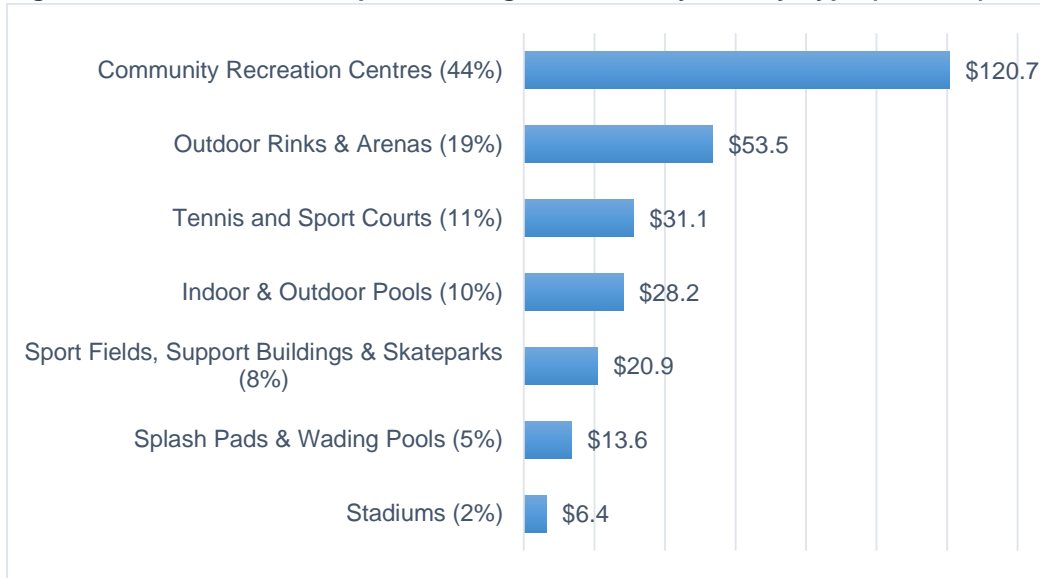 Community Recreation Centres (44%) $120.7
Outdoor Rinks & Arenas (19%) $53.5
Tennis and Sport Courts (11%) $31.1
Indoor & Outdoor Pools (10%) $28.2
Sport Fields, Support Buildings & Skateparks
(8%) $20.9
Splash Pads & Wading Pools (5%) $13.6
Stadiums (2%) $6.4